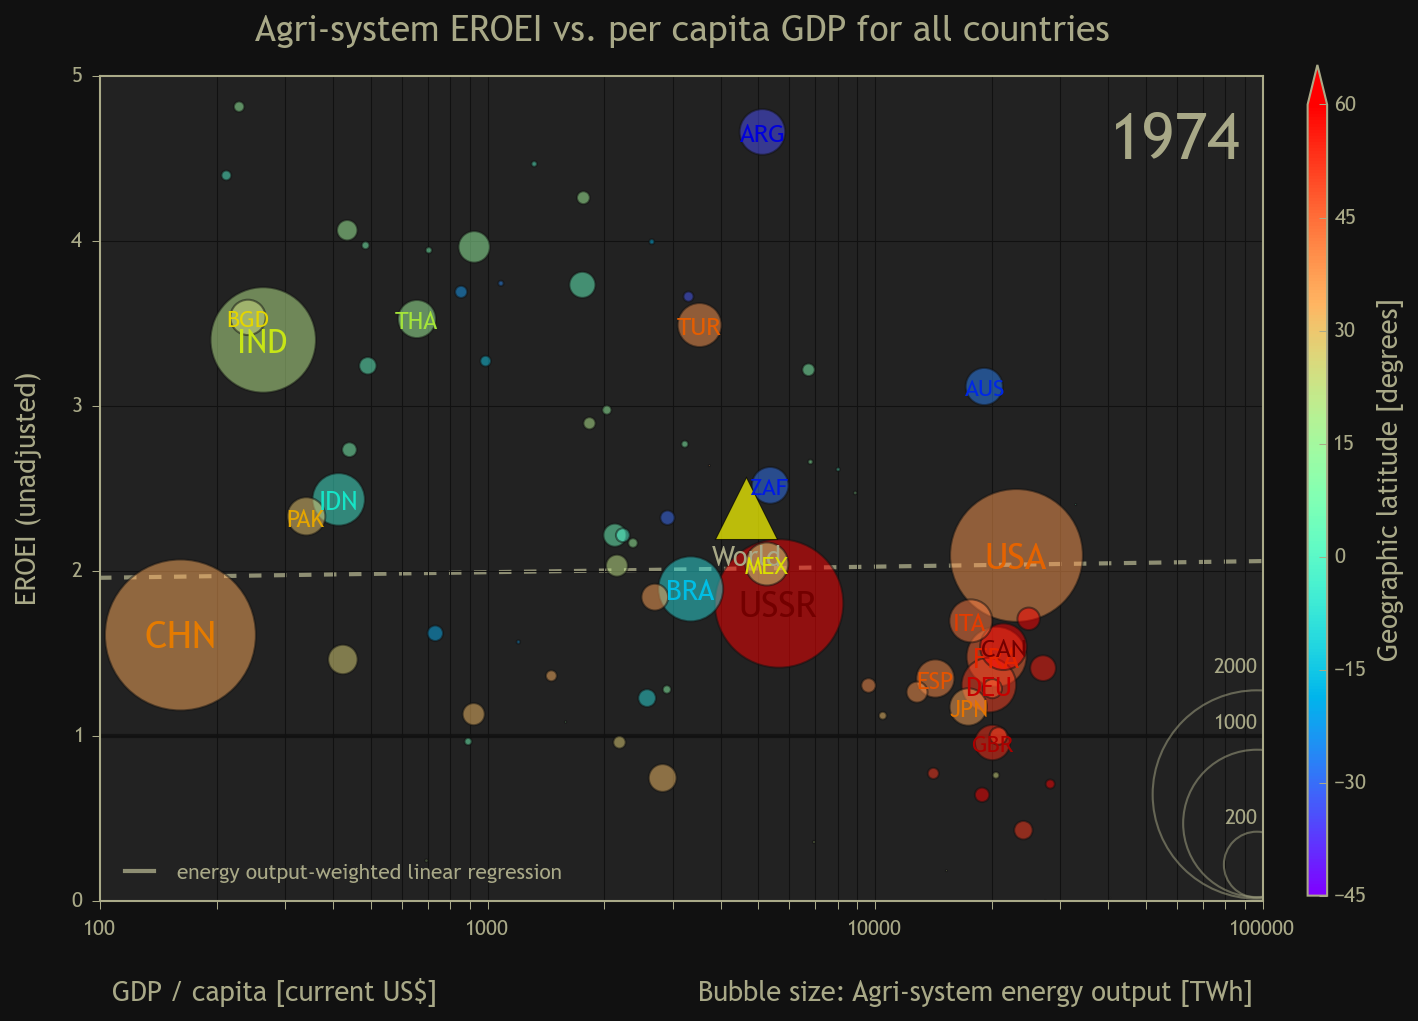 Agri-system EROEI vs. per capita GDP for all countries
1974
EROEI (unadjusted)
5
4
3
2
1
0
ARG
BGD
IND
THA
TUR
AUS
ZAF
IDN
PAK
World
MEX
USA
BRA
USSR
CHN
ITA
CAN
ESP
DEU
JPN
GBR
2000
1000
200
energy output-weighted linear regression
100
1000
10000
100000
GDP / capita [current US$]
Bubble size: Agri-system energy output [TWh]
60
45
30
15
0
−15
−30
−45
Geographic latitude [degrees]